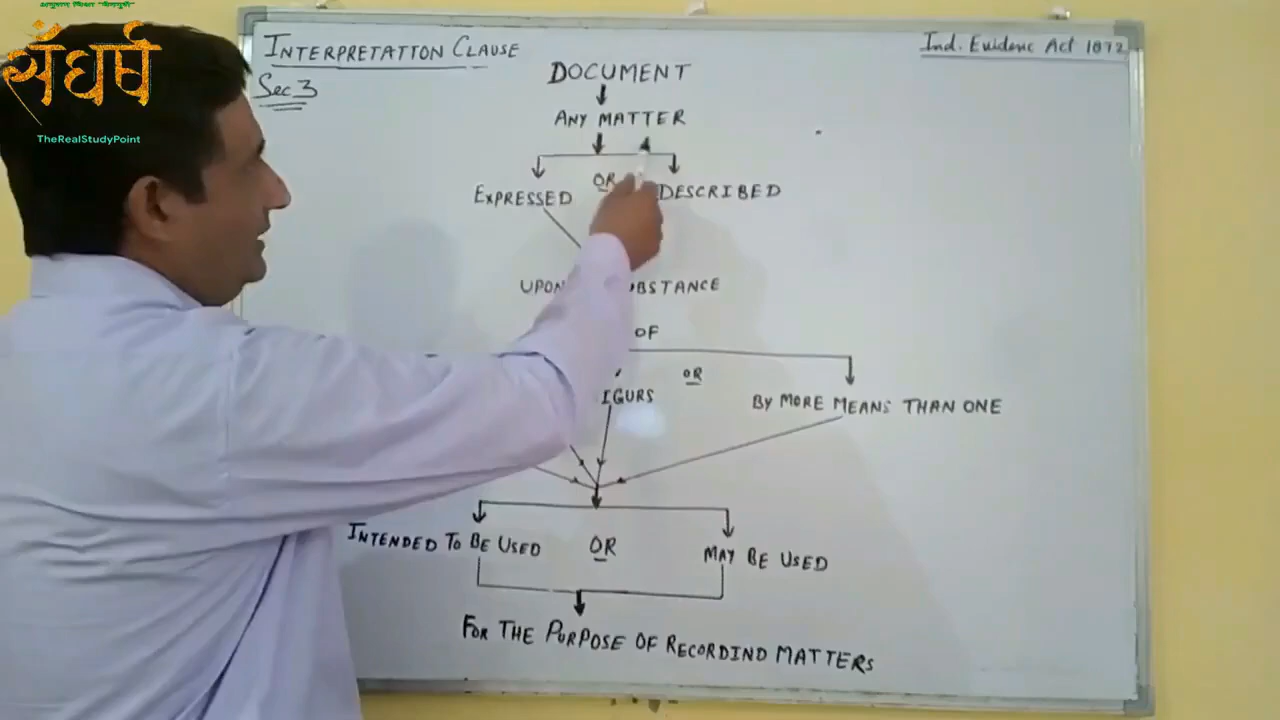 संघर्ष
TheRealStudyPoint
INTERPRETATION CLAUSE
Ind. Evidenc Act 1872
Sec 3
DOCUMENT
ANY MATTER
OR
EXPRESSED DESCRIBED
UPON
OF
OR
IGURS
BY MORE MEANS THAN ONE
INTENDED TO BE USED OR MAY BE USED
FOR THE PURPOSE OF RECORDIND MATTERS